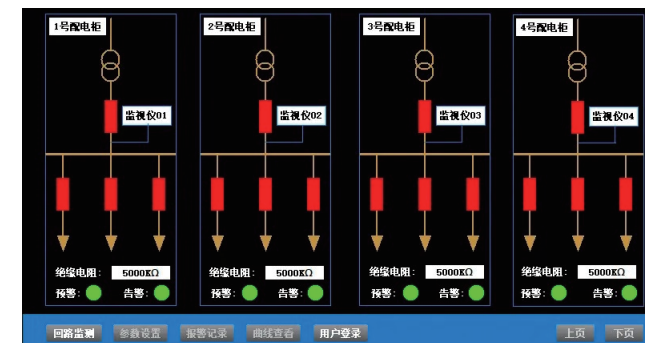 1号配电柜 2号配电柜 3号配电柜 4号配电柜
监视仪01 监视仪02 监视仪03 监视仪04
绝缘电阻: 5000KΩ 绝缘电阻: 5000KΩ 绝缘电阻: 5000KΩ 绝缘电阻: 5000KΩ
预警: 告警: 预警: 告警: 预警: 告警: 预警: 告警:
回路监测 参数设置 报警记录 曲线查看 用户登录 上页 下页